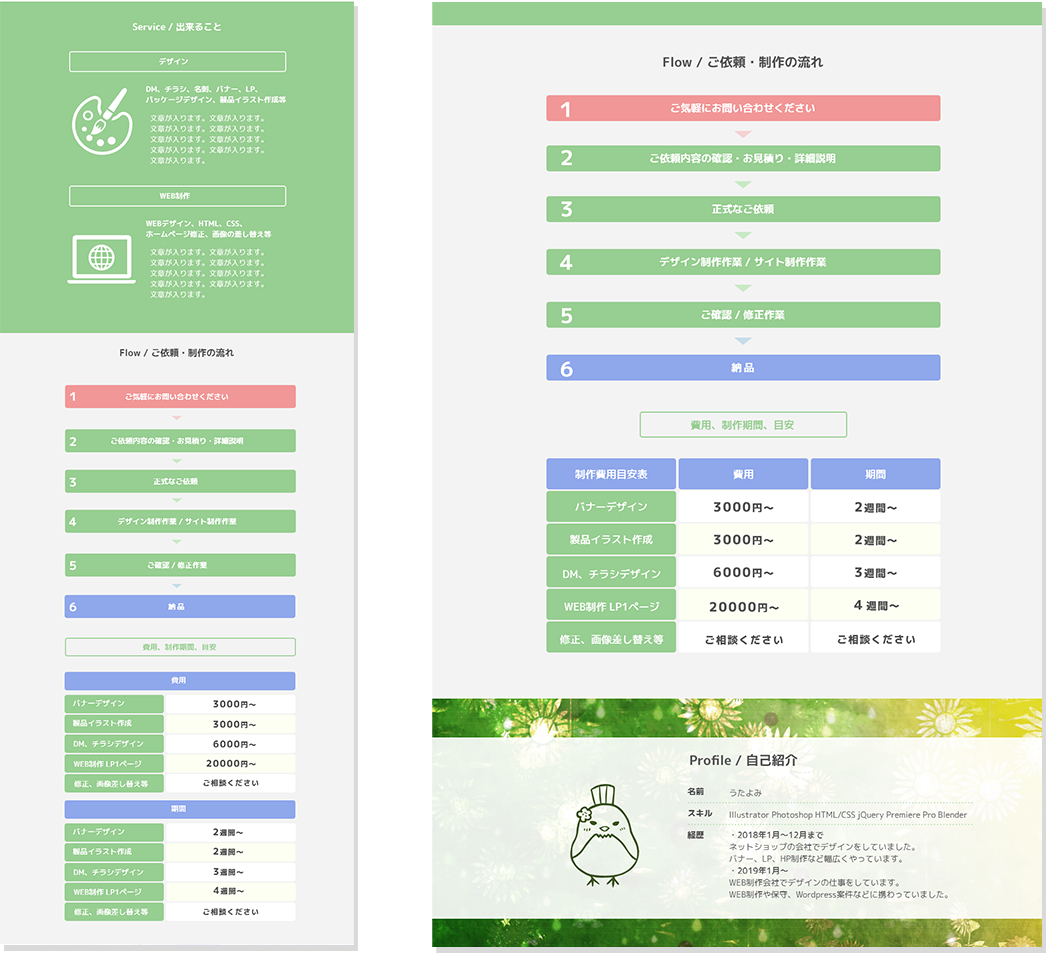 Service / 出来ること
デザイン
DM、チラシ、名刺、バナー、LP、
パッケージデザイン、製品イラスト作成等
文章が入ります。文章が入ります。
文章が入ります。文章が入ります。
文章が入ります。文章が入ります。
文章が入ります。文章が入ります。
文章が入ります。
WEB制作
WEBデザイン、HTML、CSS、
ホームページ修正、画像の差し替え等
文章が入ります。文章が入ります。
文章が入ります。文章が入ります。
文章が入ります。文章が入ります。
文章が入ります。文章が入ります。
文章が入ります。
Flow / ご依頼・制作の流れ
1 ご気軽にお問い合わせください
2 ご依頼内容の確認・お見積り・詳細説明
3 正式なご依頼
4 デザイン制作作業 / サイト制作作業
5 ご確認 / 修正作業
6 納品
費用、制作期間、目安
費用
バナーデザイン 3000円～
製品イラスト作成 3000円～
DM、チラシデザイン 6000円～
WEB制作 LP1ページ 20000円～
修正、画像差し替え等 ご相談ください
期間
バナーデザイン 2週間～
製品イラスト作成 2週間～
DM、チラシデザイン 3週間～
WEB制作 LP1ページ 4週間～
修正、画像差し替え等 ご相談ください
Flow / ご依頼・制作の流れ
1 ご気軽にお問い合わせください
2 ご依頼内容の確認・お見積り・詳細説明
3 正式なご依頼
4 デザイン制作作業 / サイト制作作業
5 ご確認 / 修正作業
6 納品
費用、制作期間、目安
制作費用目安表 費用 期間
バナーデザイン 3000円～ 2週間～
製品イラスト作成 3000円～ 2週間～
DM、チラシデザイン 6000円～ 3週間～
WEB制作 LP1ページ 20000円～ 4週間～
修正、画像差し替え等 ご相談ください ご相談ください
Profile / 自己紹介
名前 うたよみ
スキル Illustrator Photoshop HTML/CSS jQuery Premiere Pro Blender
経歴 ・2018年1月～12月まで
ネットショップの会社でデザインをしていました。
バナー、LP、HP制作など幅広くやっています。
・2019年1月～
WEB制作会社でデザインの仕事をしています。
WEB制作や保守、Wordpress案件などに携わっていました。